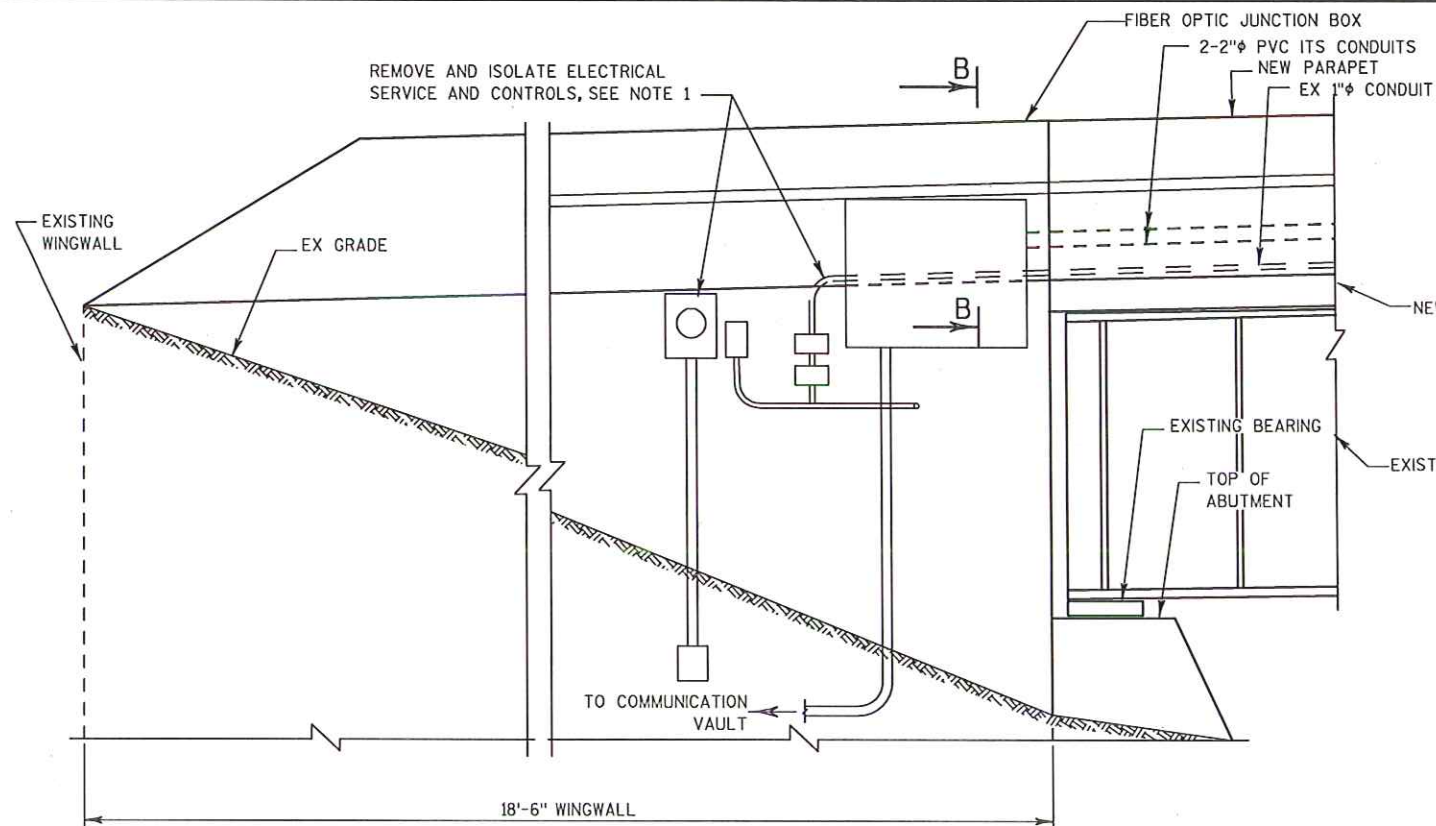 FIBER OPTIC JUNCTION BOX
2-2"ϕ PVC ITS CONDUITS
NEW PARAPET
EX 1"ϕ CONDUIT
REMOVE AND ISOLATE ELECTRICAL
SERVICE AND CONTROLS, SEE NOTE 1
B
EXISTING
WINGWALL
EX GRADE
B
EXISTING BEARING
TOP OF
ABUTMENT
TO COMMUNICATION
VAULT
18'-6" WINGWALL